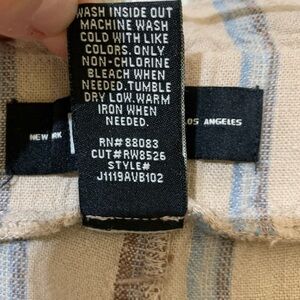 WASH INSIDE OUT
MACHINE WASH
COLD WITH LIKE
COLORS. ONLY
NON-CHLORINE
BLEACH WHEN
NEEDED. TUMBLE
DRY LOW. WARM
IRON WHEN
NEEDED.
RN# 88083
CUT# RW8526
STYLE#
J1119AVB102
NEW
LOS ANGELES